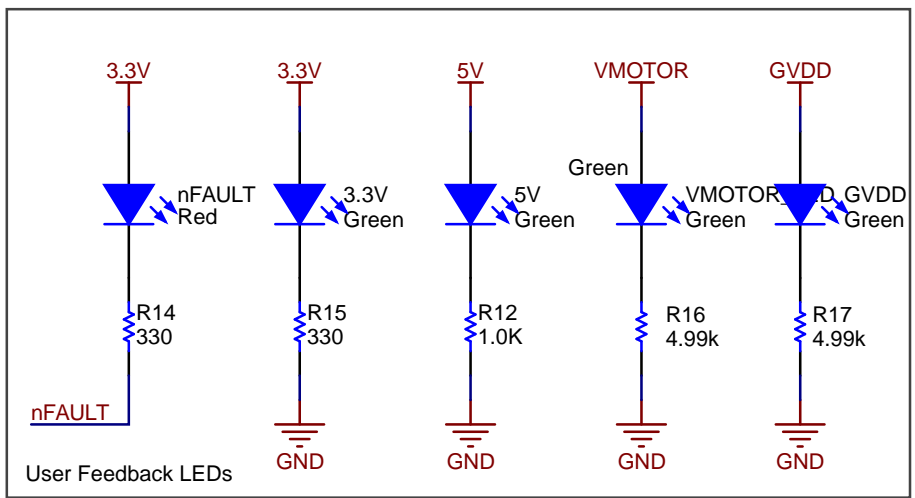 3.3V
3.3V
5V
VMOTOR
GVDD
nFAULT
Red
3.3V
Green
5V
Green
Green
VMOTOR_LED
Green
GVDD
Green
R14
330
R15
330
R12
1.0K
R16
4.99k
R17
4.99k
nFAULT
GND
GND
GND
GND
User Feedback LEDs